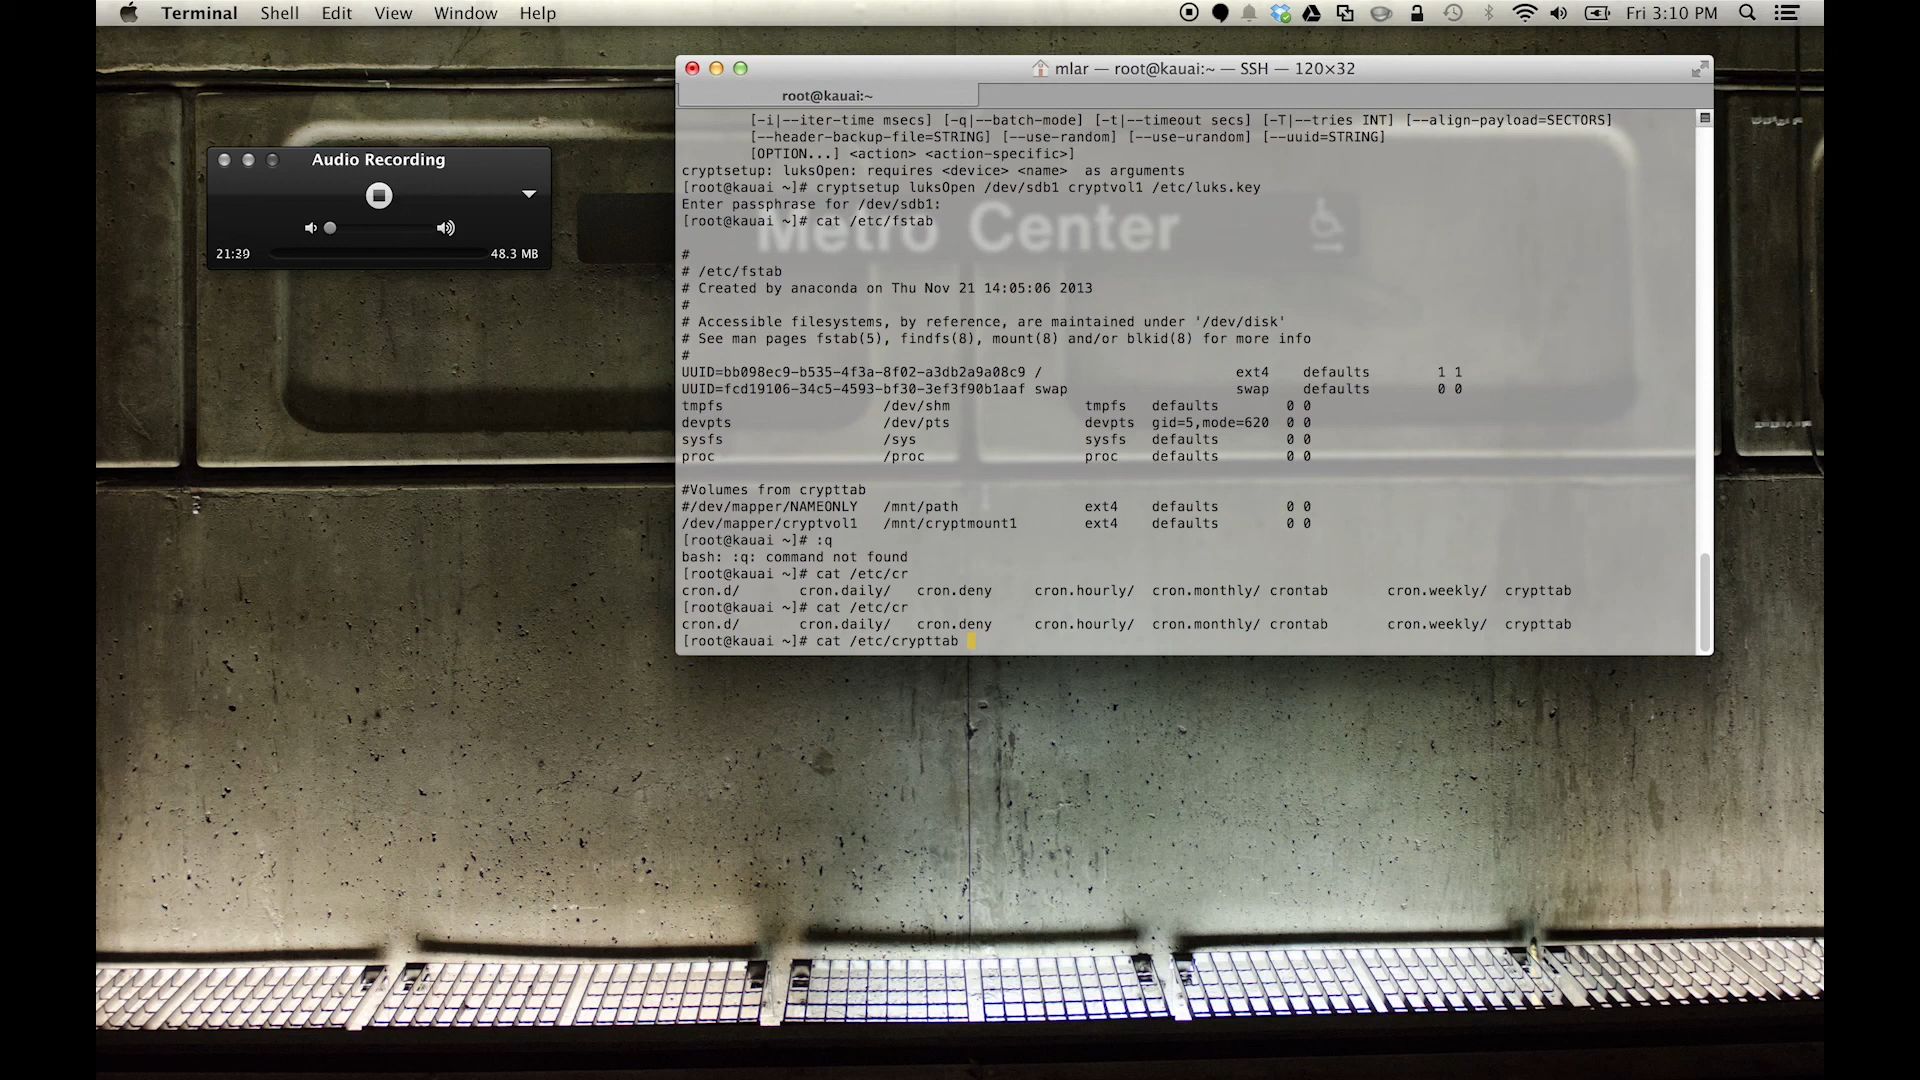 Terminal Shell Edit View Window Help Fri 3:10 PM
mlar — root@kauai:~ — SSH — 120×32
root@kauai:~
Audio Recording
21:39 48.3 MB
[-i|--iter-time msecs] [-q|--batch-mode] [-t|--timeout secs] [-T|--tries INT] [--align-payload=SECTORS]
[--header-backup-file=STRING] [--use-random] [--use-urandom] [--uuid=STRING]
[OPTION...] <action> <action-specific>]
cryptsetup: luksOpen: requires <device> <name>  as arguments
[root@kauai ~]# cryptsetup luksOpen /dev/sdb1 cryptvol1 /etc/luks.key
Enter passphrase for /dev/sdb1:
[root@kauai ~]# cat /etc/fstab
#
# /etc/fstab
# Created by anaconda on Thu Nov 21 14:05:06 2013
#
# Accessible filesystems, by reference, are maintained under '/dev/disk'
# See man pages fstab(5), findfs(8), mount(8) and/or blkid(8) for more info
#
UUID=bb098ec9-b535-4f3a-8f02-a3db2a9a08c9 / ext4 defaults 1 1
UUID=fcd19106-34c5-4593-bf30-3ef3f90b1aaf swap swap defaults 0 0
tmpfs /dev/shm tmpfs defaults 0 0
devpts /dev/pts devpts gid=5,mode=620 0 0
sysfs /sys sysfs defaults 0 0
proc /proc proc defaults 0 0
#Volumes from crypttab
#/dev/mapper/NAMEONLY /mnt/path ext4 defaults 0 0
/dev/mapper/cryptvol1 /mnt/cryptmount1 ext4 defaults 0 0
[root@kauai ~]# :q
bash: :q: command not found
[root@kauai ~]# cat /etc/cr
cron.d/ cron.daily/ cron.deny cron.hourly/ cron.monthly/ crontab cron.weekly/ crypttab
[root@kauai ~]# cat /etc/cr
cron.d/ cron.daily/ cron.deny cron.hourly/ cron.monthly/ crontab cron.weekly/ crypttab
[root@kauai ~]# cat /etc/crypttab
Metro Center